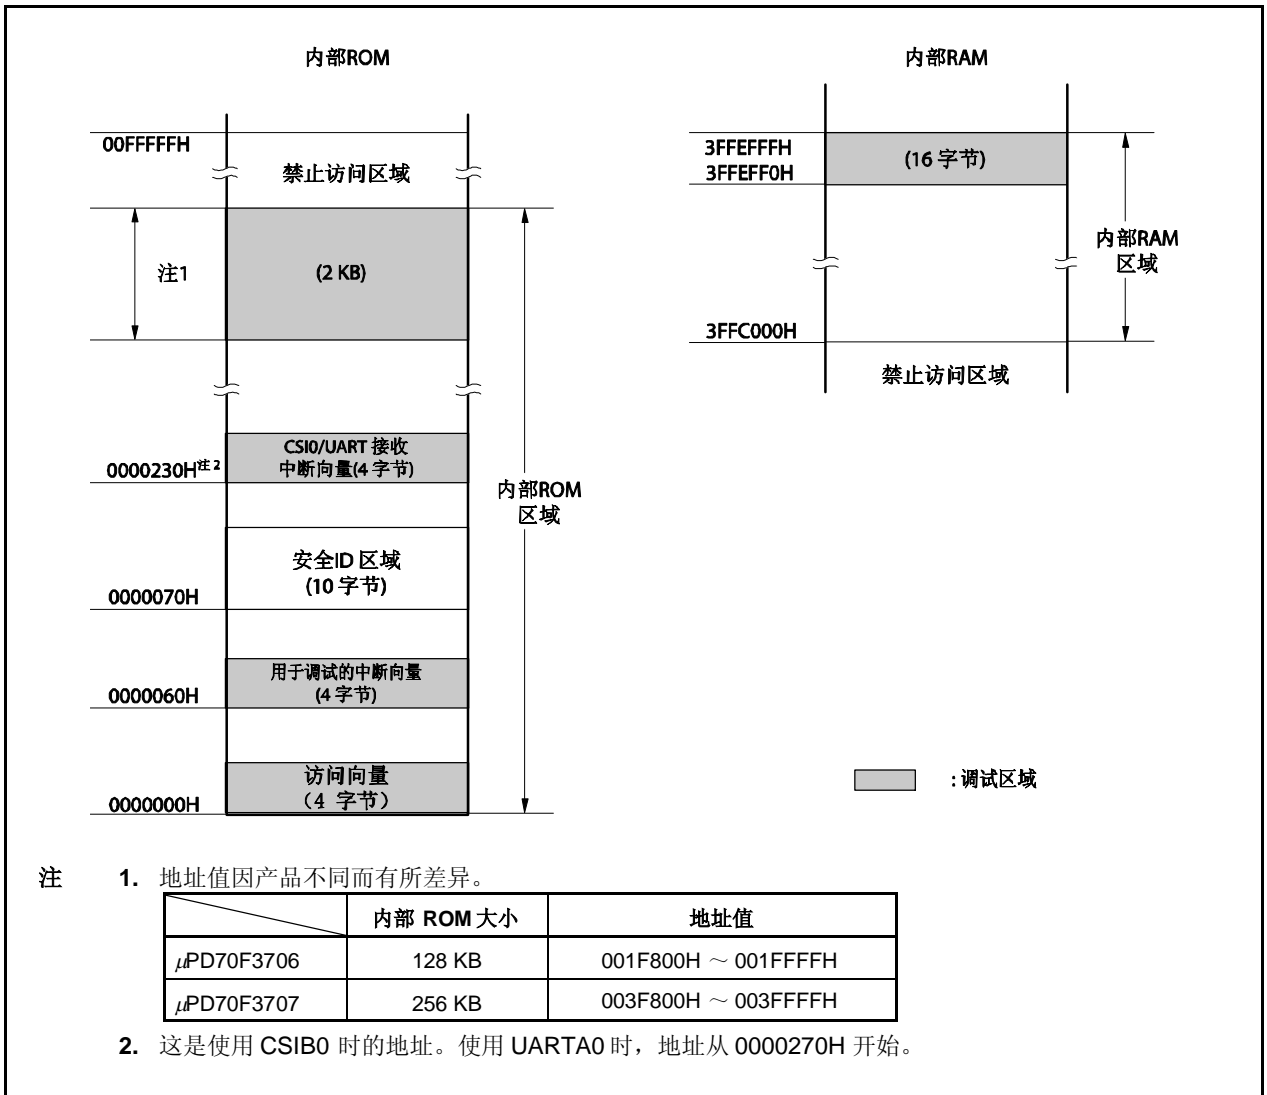 内部ROM
00FFFFFH
禁止访问区域
注1
(2 KB)
CSI0/UART 接收
中断向量(4 字节)
0000230H注 2
内部ROM
区域
安全ID 区域
(10 字节)
0000070H
用于调试的中断向量
(4 字节)
0000060H
访问向量
（4 字节）
0000000H
内部RAM
3FFEFFFH
3FFEFF0H
(16 字节)
内部RAM
区域
3FFC000H
禁止访问区域
: 调试区域
注 1. 地址值因产品不同而有所差异。
内部 ROM 大小 地址值
μPD70F3706 128 KB 001F800H ～ 001FFFFH
μPD70F3707 256 KB 003F800H ～ 003FFFFH
2. 这是使用 CSIB0 时的地址。使用 UARTA0 时，地址从 0000270H 开始。